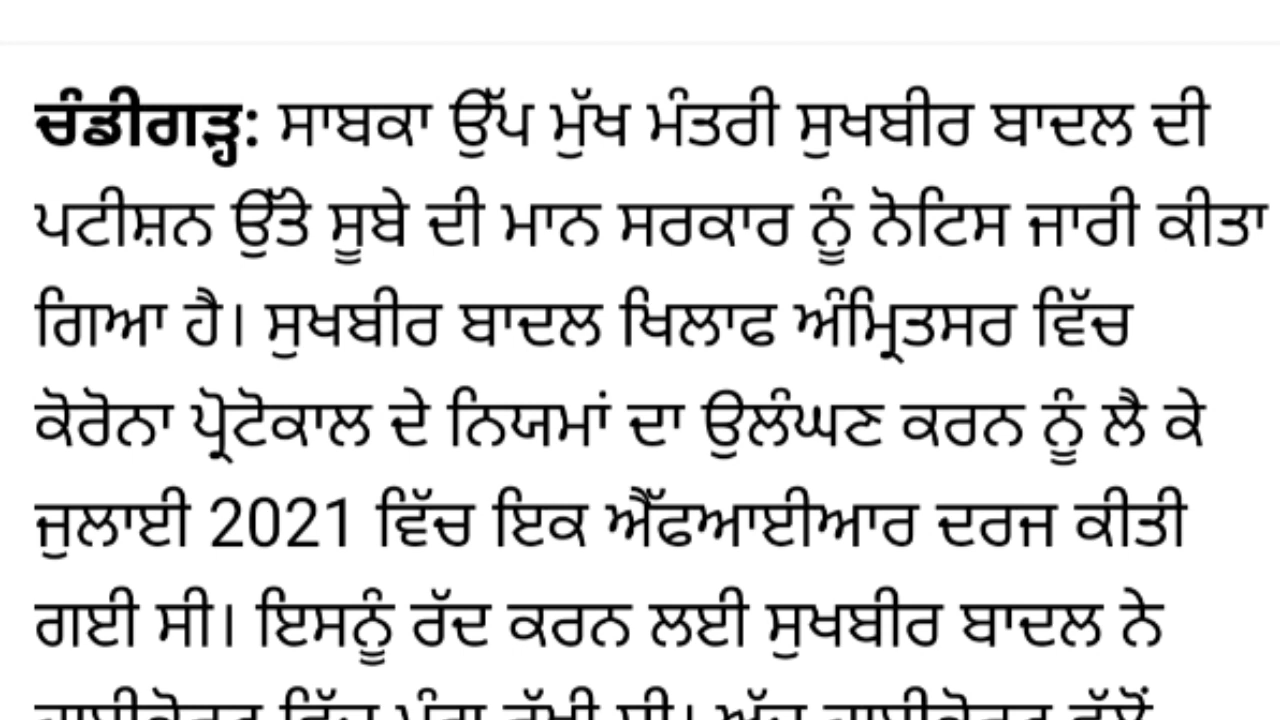 ਚੰਡੀਗੜ੍ਹ: ਸਾਬਕਾ ਉੱਪ ਮੁੱਖ ਮੰਤਰੀ ਸੁਖਬੀਰ ਬਾਦਲ ਦੀ
ਪਟੀਸ਼ਨ ਉੱਤੇ ਸੂਬੇ ਦੀ ਮਾਨ ਸਰਕਾਰ ਨੂੰ ਨੋਟਿਸ ਜਾਰੀ ਕੀਤਾ
ਗਿਆ ਹੈ। ਸੁਖਬੀਰ ਬਾਦਲ ਖਿਲਾਫ ਅੰਮ੍ਰਿਤਸਰ ਵਿੱਚ
ਕੋਰੋਨਾ ਪ੍ਰੋਟੋਕਾਲ ਦੇ ਨਿਯਮਾਂ ਦਾ ਉਲੰਘਣ ਕਰਨ ਨੂੰ ਲੈ ਕੇ
ਜੁਲਾਈ 2021 ਵਿੱਚ ਇਕ ਐੱਫਆਈਆਰ ਦਰਜ ਕੀਤੀ
ਗਈ ਸੀ। ਇਸਨੂੰ ਰੱਦ ਕਰਨ ਲਈ ਸੁਖਬੀਰ ਬਾਦਲ ਨੇ